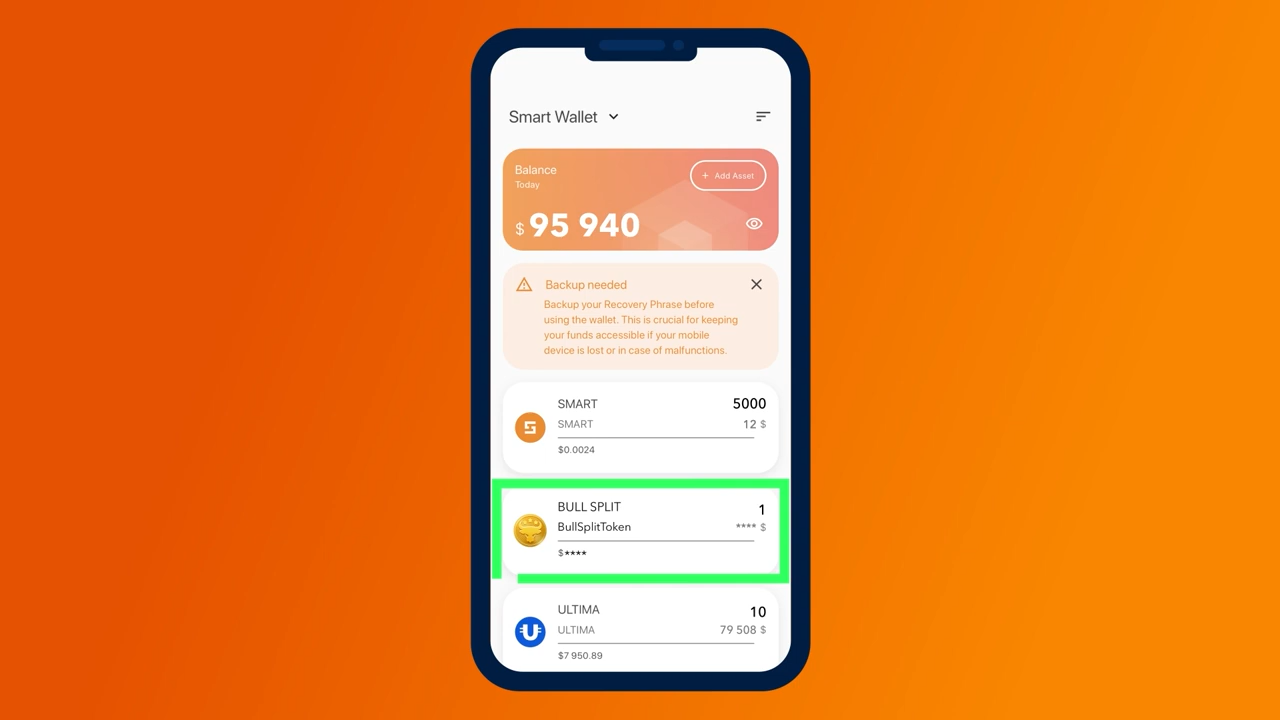 Smart Wallet
Balance
Today
+ Add Asset
$ 95 940
Backup needed
Backup your Recovery Phrase before
using the wallet. This is crucial for keeping
your funds accessible if your mobile
device is lost or in case of malfunctions.
SMART 5000
SMART 12 $
$0.0024
BULL SPLIT 1
BullSplitToken **** $
$****
ULTIMA 10
ULTIMA 79 508 $
$7 950.89